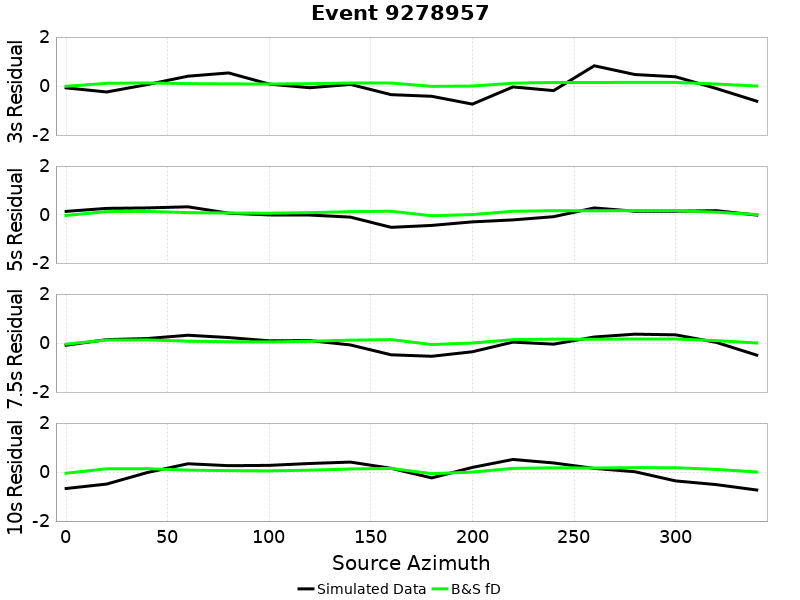 Event 9278957
3s Residual
2
0
-2
5s Residual
2
0
-2
7.5s Residual
2
0
-2
10s Residual
2
0
-2
0 50 100 150 200 250 300
Source Azimuth
Simulated Data B&S fD